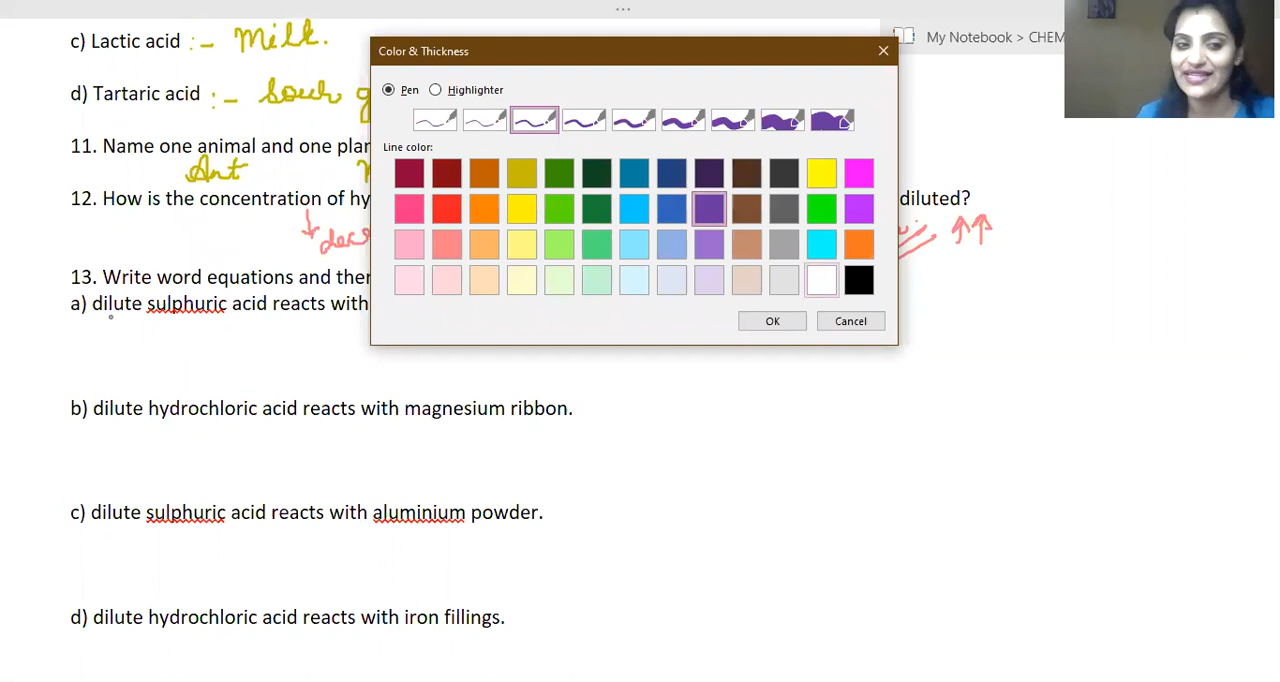 ...
c) Lactic acid :- Milk.
My Notebook > CHEM
Color & Thickness
d) Tartaric acid :- Sour g
Pen Highlighter
11. Name one animal and one plan
Line color:
Ant
12. How is the concentration of hy
diluted?
↓ decr
↑↑
13. Write word equations and then
a) dilute sulphuric acid reacts with
OK Cancel
b) dilute hydrochloric acid reacts with magnesium ribbon.
c) dilute sulphuric acid reacts with aluminium powder.
d) dilute hydrochloric acid reacts with iron fillings.